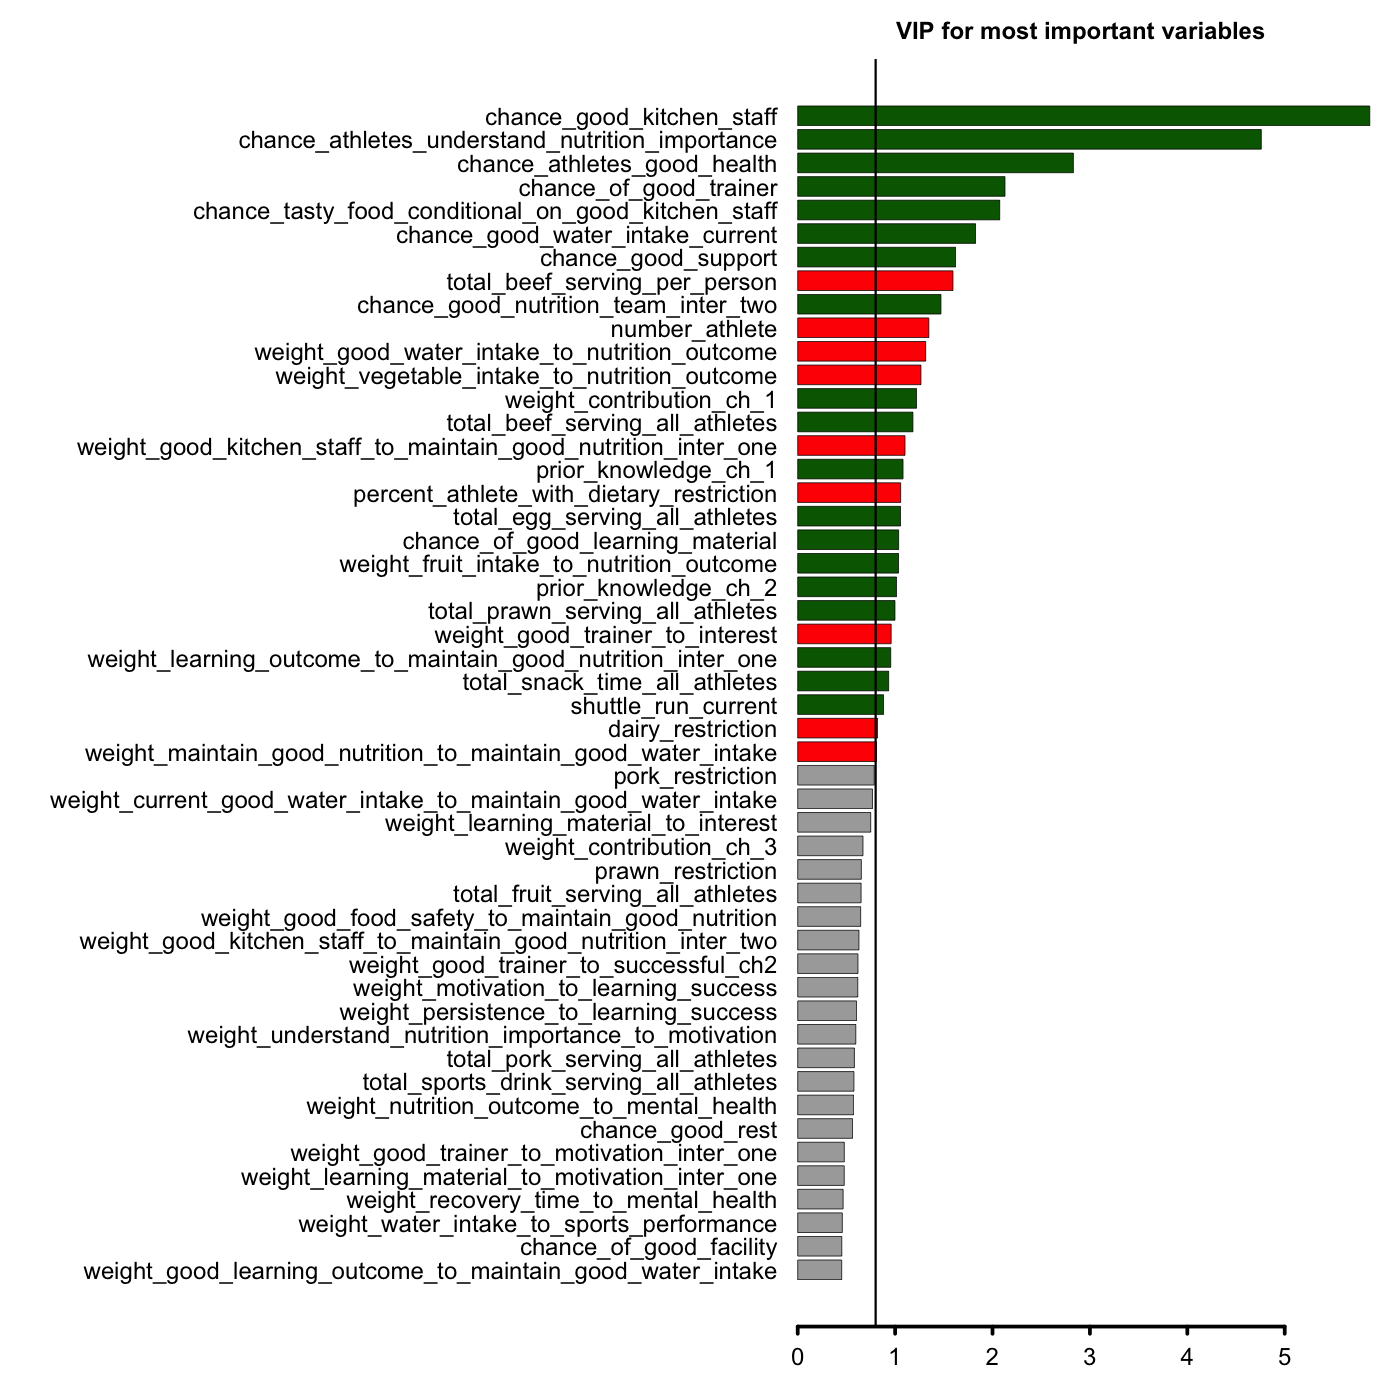 VIP for most important variables
chance_good_kitchen_staff
chance_athletes_understand_nutrition_importance
chance_athletes_good_health
chance_of_good_trainer
chance_tasty_food_conditional_on_good_kitchen_staff
chance_good_water_intake_current
chance_good_support
total_beef_serving_per_person
chance_good_nutrition_team_inter_two
number_athlete
weight_good_water_intake_to_nutrition_outcome
weight_vegetable_intake_to_nutrition_outcome
weight_contribution_ch_1
total_beef_serving_all_athletes
weight_good_kitchen_staff_to_maintain_good_nutrition_inter_one
prior_knowledge_ch_1
percent_athlete_with_dietary_restriction
total_egg_serving_all_athletes
chance_of_good_learning_material
weight_fruit_intake_to_nutrition_outcome
prior_knowledge_ch_2
total_prawn_serving_all_athletes
weight_good_trainer_to_interest
weight_learning_outcome_to_maintain_good_nutrition_inter_one
total_snack_time_all_athletes
shuttle_run_current
dairy_restriction
weight_maintain_good_nutrition_to_maintain_good_water_intake
pork_restriction
weight_current_good_water_intake_to_maintain_good_water_intake
weight_learning_material_to_interest
weight_contribution_ch_3
prawn_restriction
total_fruit_serving_all_athletes
weight_good_food_safety_to_maintain_good_nutrition
weight_good_kitchen_staff_to_maintain_good_nutrition_inter_two
weight_good_trainer_to_successful_ch2
weight_motivation_to_learning_success
weight_persistence_to_learning_success
weight_understand_nutrition_importance_to_motivation
total_pork_serving_all_athletes
total_sports_drink_serving_all_athletes
weight_nutrition_outcome_to_mental_health
chance_good_rest
weight_good_trainer_to_motivation_inter_one
weight_learning_material_to_motivation_inter_one
weight_recovery_time_to_mental_health
weight_water_intake_to_sports_performance
chance_of_good_facility
weight_good_learning_outcome_to_maintain_good_water_intake
0 1 2 3 4 5